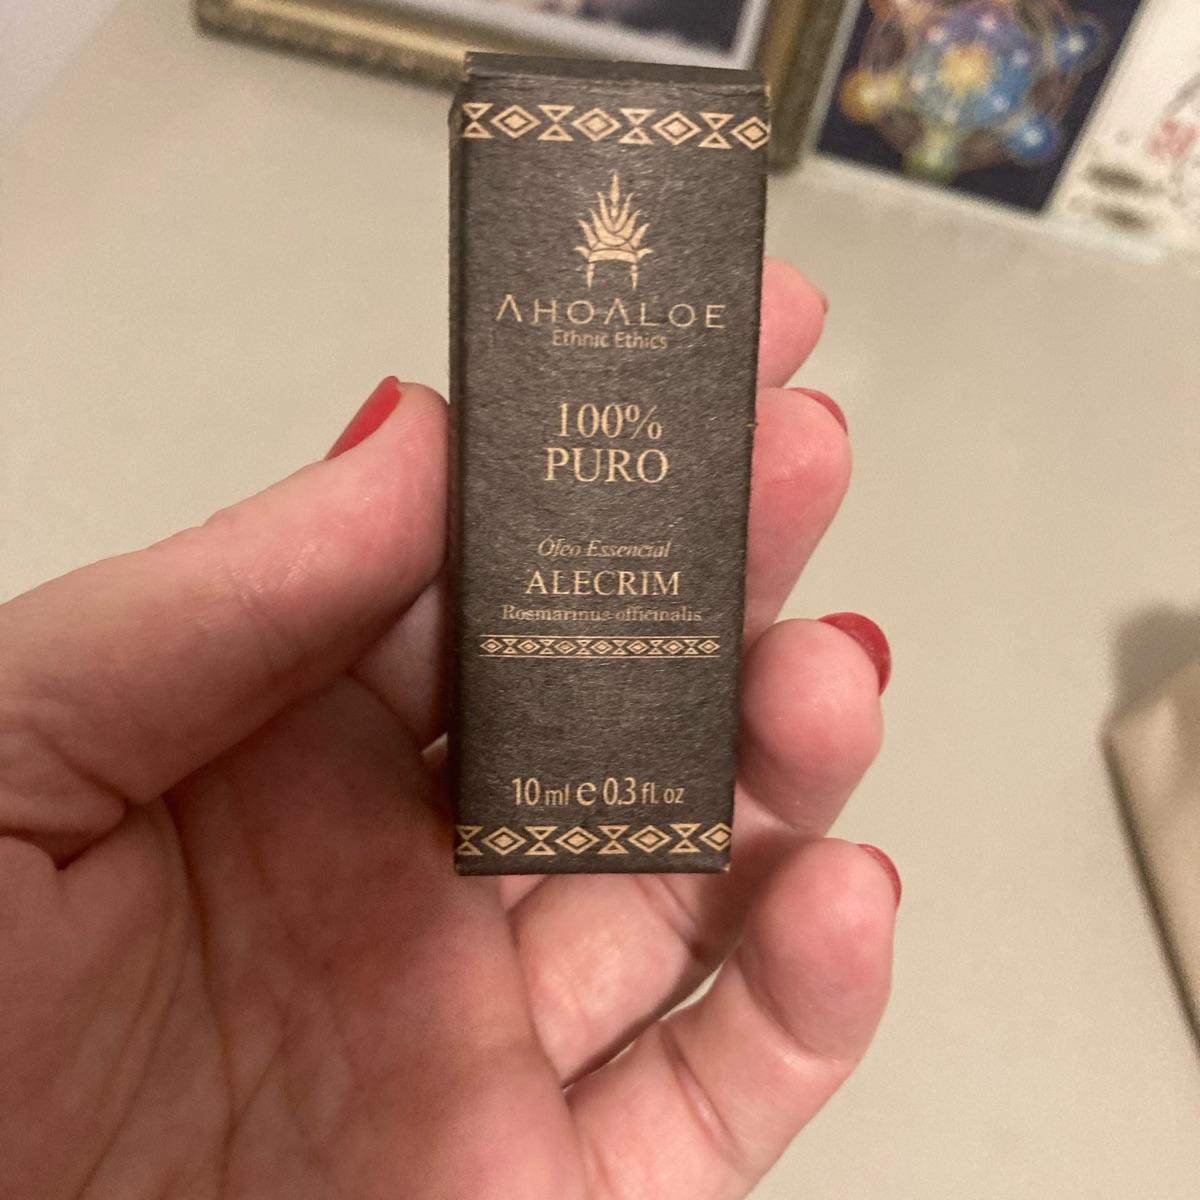 AHOALOE
Ethnic Ethics
100%
PURO
Óleo Essencial
ALECRIM
Rosmarinus officinalis
10 ml e 0.3 fl. oz